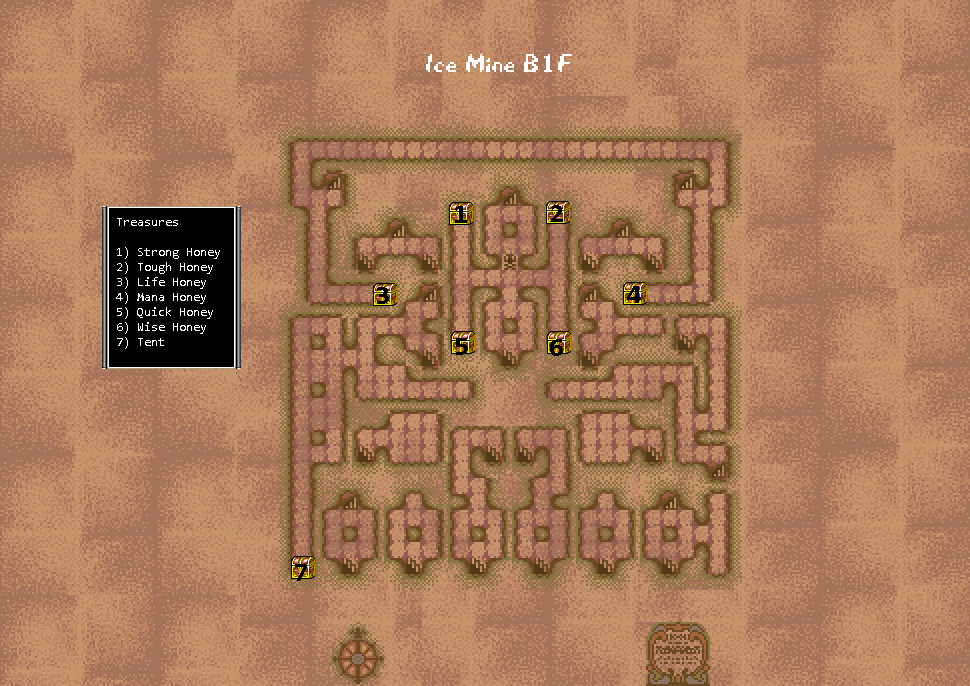 Ice Mine B1F
Treasures
1) Strong Honey
2) Tough Honey
3) Life Honey
4) Mana Honey
5) Quick Honey
6) Wise Honey
7) Tent
1 2
3 4
5 6
7